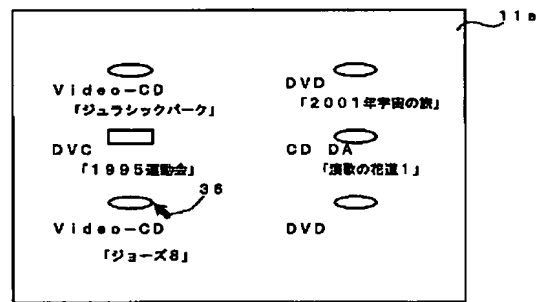 11a
Video-CD
「ジュラシックパーク」
DVD
「2001年宇宙の旅」
DVC
「1995運動会」
CD DA
「演歌の花道1」
36
Video-CD
「ジョーズ8」
DVD